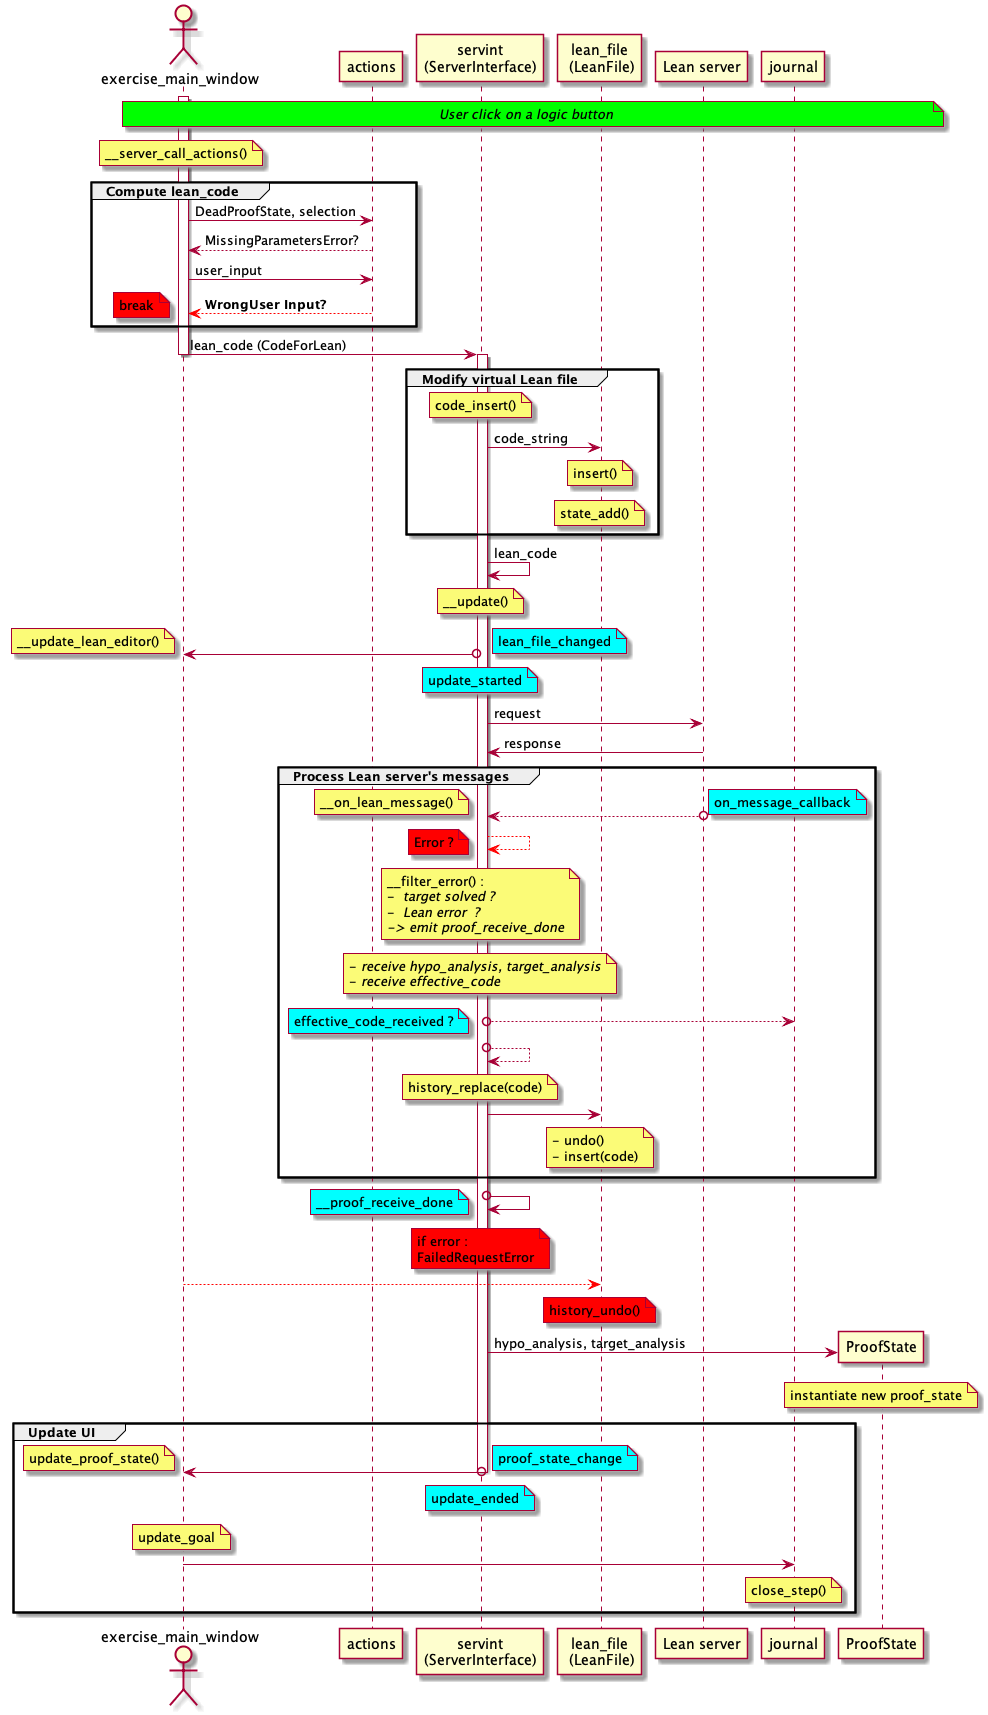 exercise_main_window
actions
servint
(ServerInterface)
lean_file
(LeanFile)
Lean server
journal
User click on a logic button
__server_call_actions()
Compute lean_code
DeadProofState, selection
MissingParametersError?
user_input
break
WrongUser Input?
lean_code (CodeForLean)
Modify virtual Lean file
code_insert()
code_string
insert()
state_add()
lean_code
__update()
__update_lean_editor()
lean_file_changed
update_started
request
response
Process Lean server's messages
__on_lean_message()
on_message_callback
Error ?
__filter_error() :
- target solved ?
- Lean error  ?
-> emit proof_receive_done
- receive hypo_analysis, target_analysis
- receive effective_code
effective_code_received ?
history_replace(code)
- undo()
- insert(code)
__proof_receive_done
if error :
FailedRequestError
history_undo()
hypo_analysis, target_analysis
ProofState
instantiate new proof_state
Update UI
update_proof_state()
proof_state_change
update_ended
update_goal
close_step()
exercise_main_window
actions
servint
(ServerInterface)
lean_file
(LeanFile)
Lean server
journal
ProofState